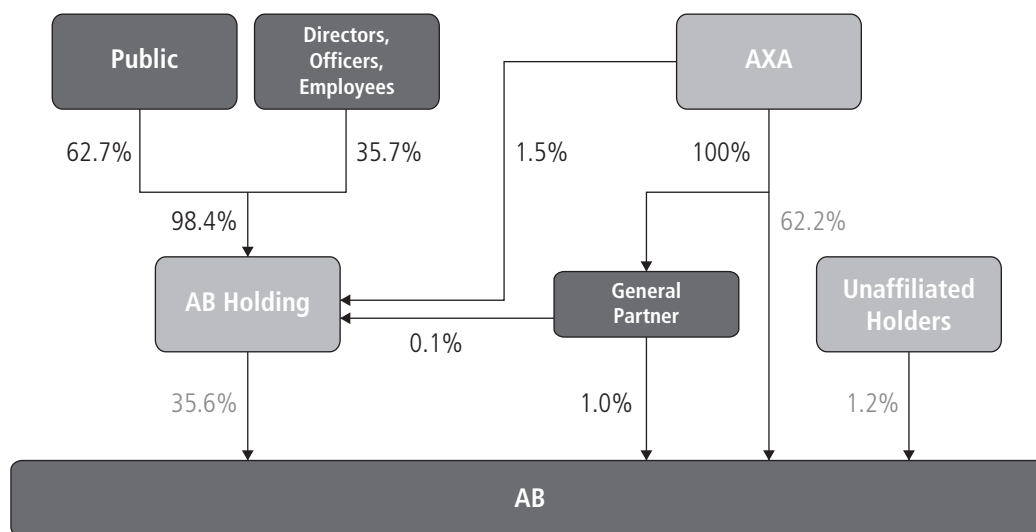 Public
Directors,
Officers,
Employees
AXA
62.7%
35.7%
1.5%
100%
98.4%
62.2%
AB Holding
General
Partner
Unaffiliated
Holders
0.1%
35.6%
1.0%
1.2%
AB